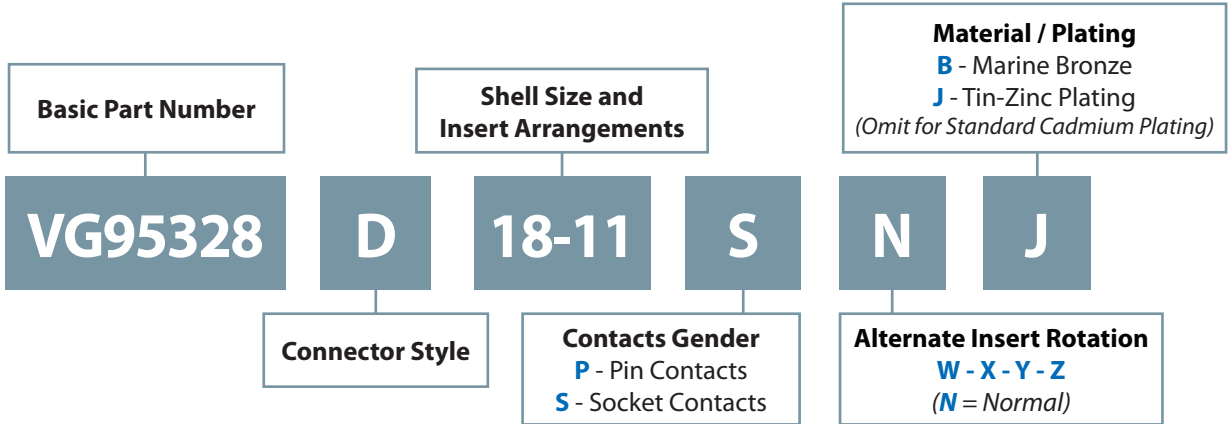 Material / Plating
B - Marine Bronze
J - Tin-Zinc Plating
(Omit for Standard Cadmium Plating)
Basic Part Number
Shell Size and
Insert Arrangements
VG95328 D 18-11 S N J
Connector Style
Contacts Gender
P - Pin Contacts
S - Socket Contacts
Alternate Insert Rotation
W - X - Y - Z
(N = Normal)